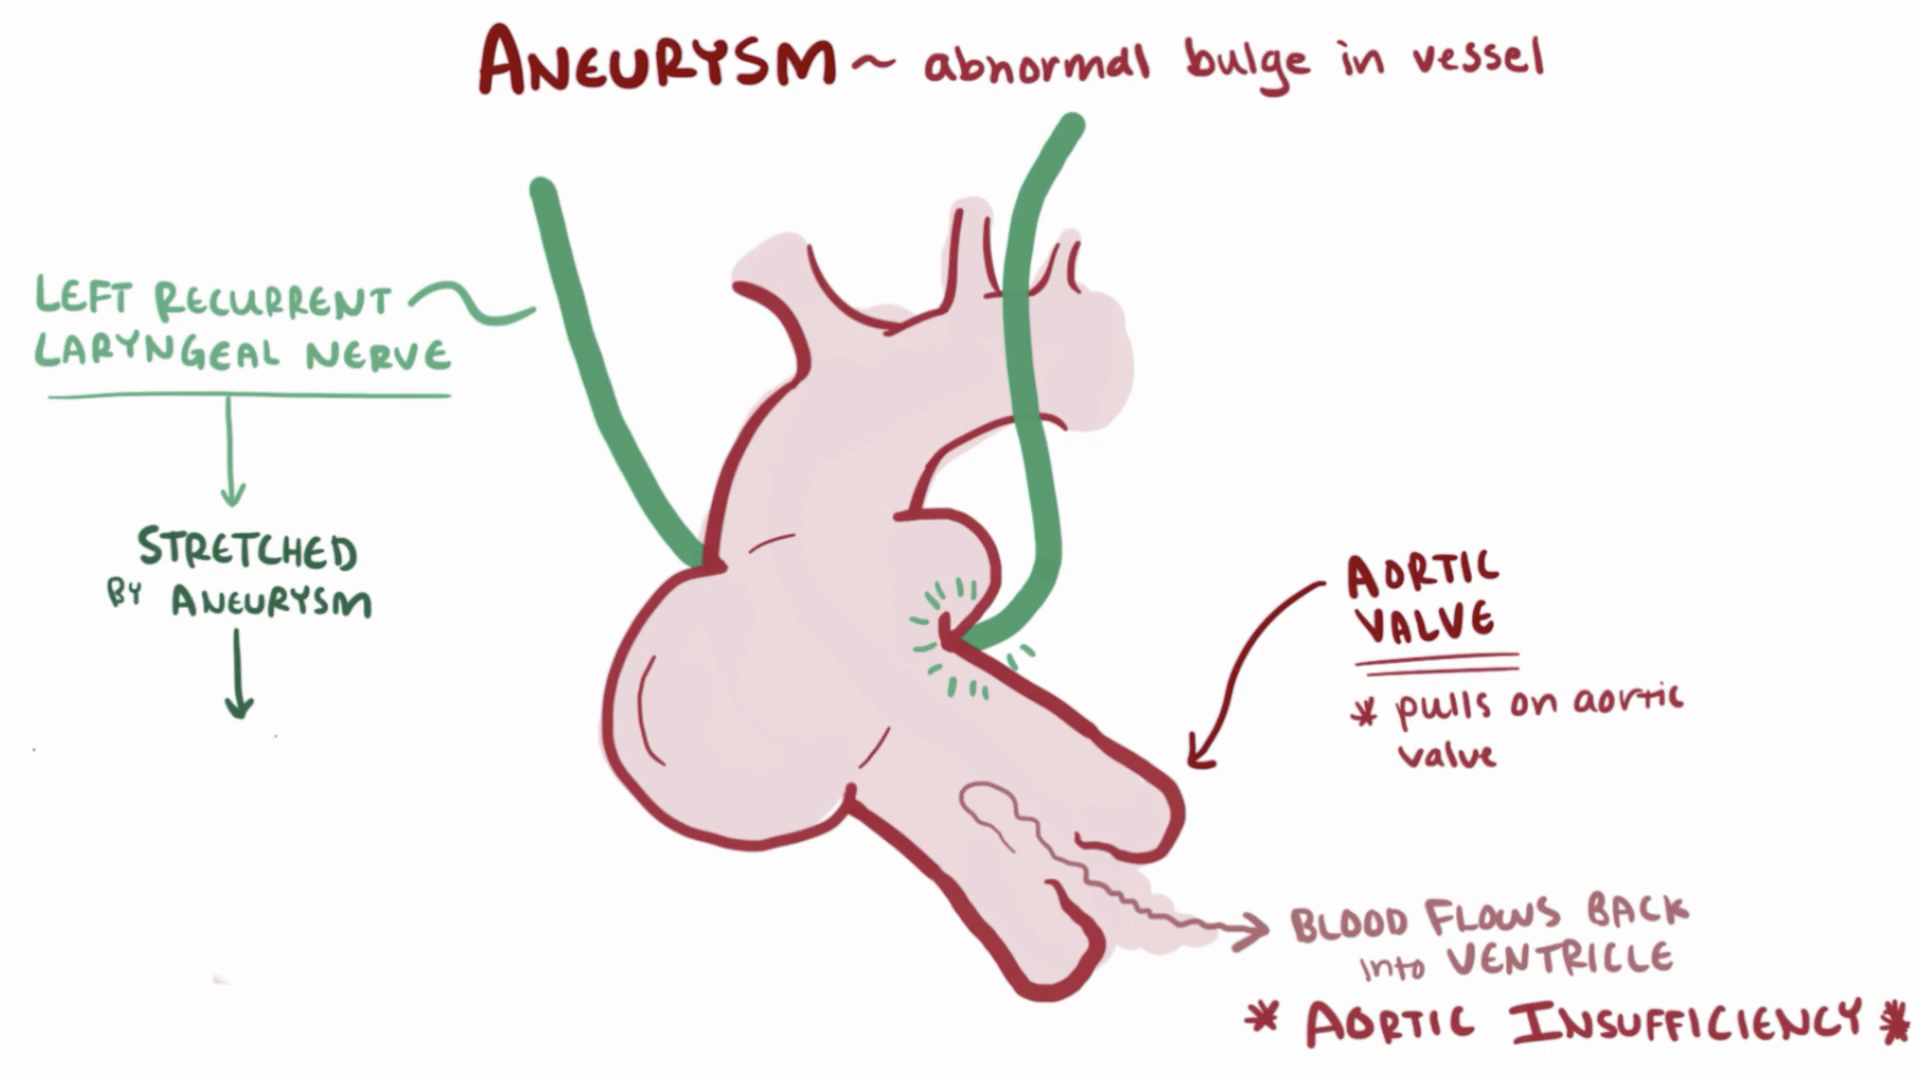 ANEURYSM ~ abnormal bulge in vessel
LEFT RECURRENT
LARYNGEAL NERVE
STRETCHED
BY ANEURYSM
AORTIC
VALVE
* pulls on aortic
valve
BLOOD FLOWS BACK
into VENTRICLE
* AORTIC INSUFFICIENCY *